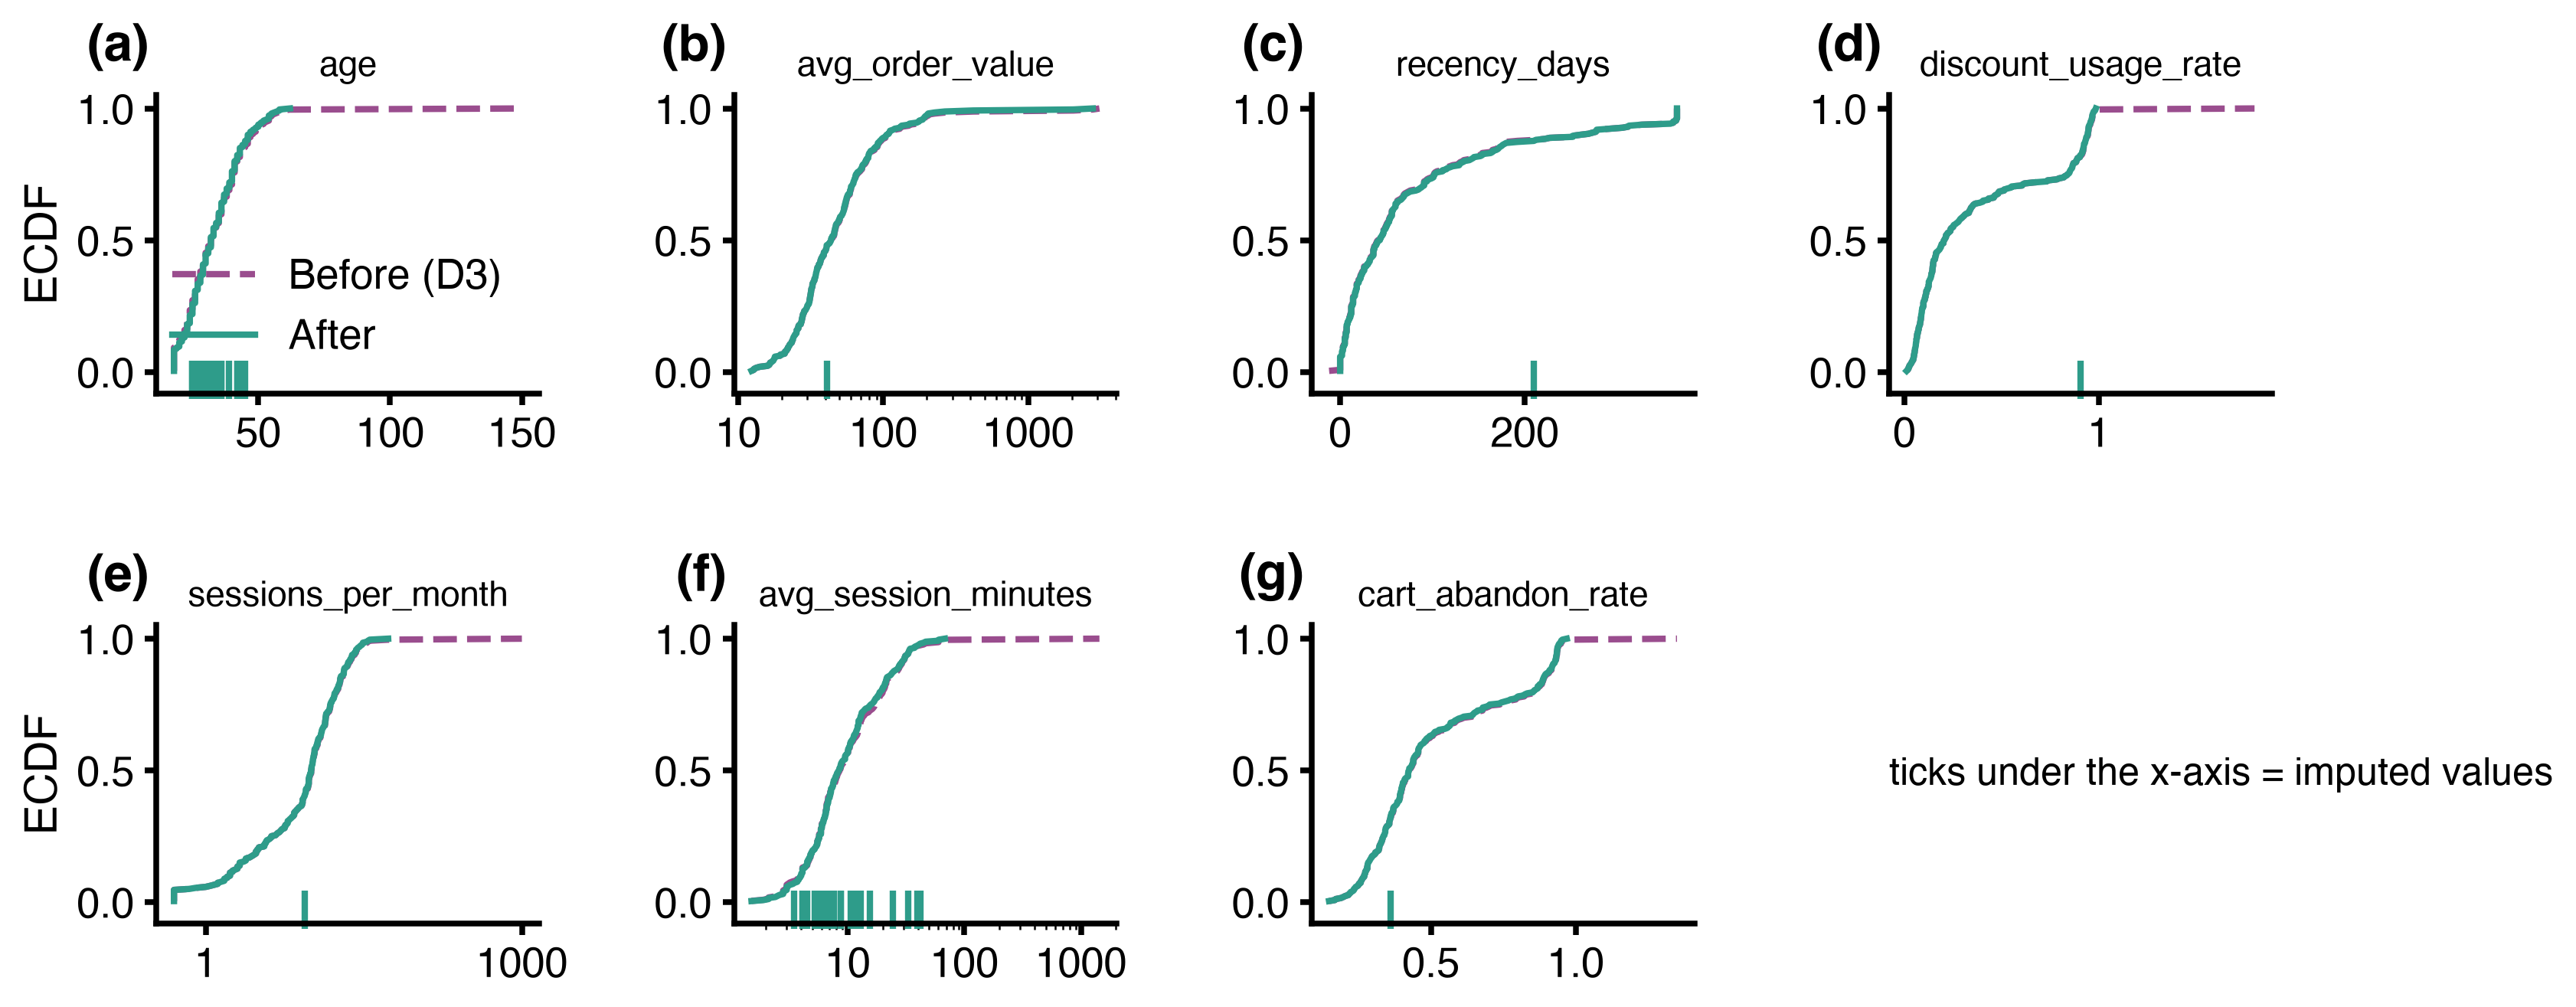 (a)
age
ECDF
1.0
0.5
0.0
Before (D3)
After
50 100 150
(b)
avg_order_value
1.0
0.5
0.0
10 100 1000
(c)
recency_days
1.0
0.5
0.0
0 200
(d)
discount_usage_rate
1.0
0.5
0.0
0 1
(e)
sessions_per_month
ECDF
1.0
0.5
0.0
1 1000
(f)
avg_session_minutes
1.0
0.5
0.0
10 100 1000
(g)
cart_abandon_rate
1.0
0.5
0.0
0.5 1.0
ticks under the x-axis = imputed values